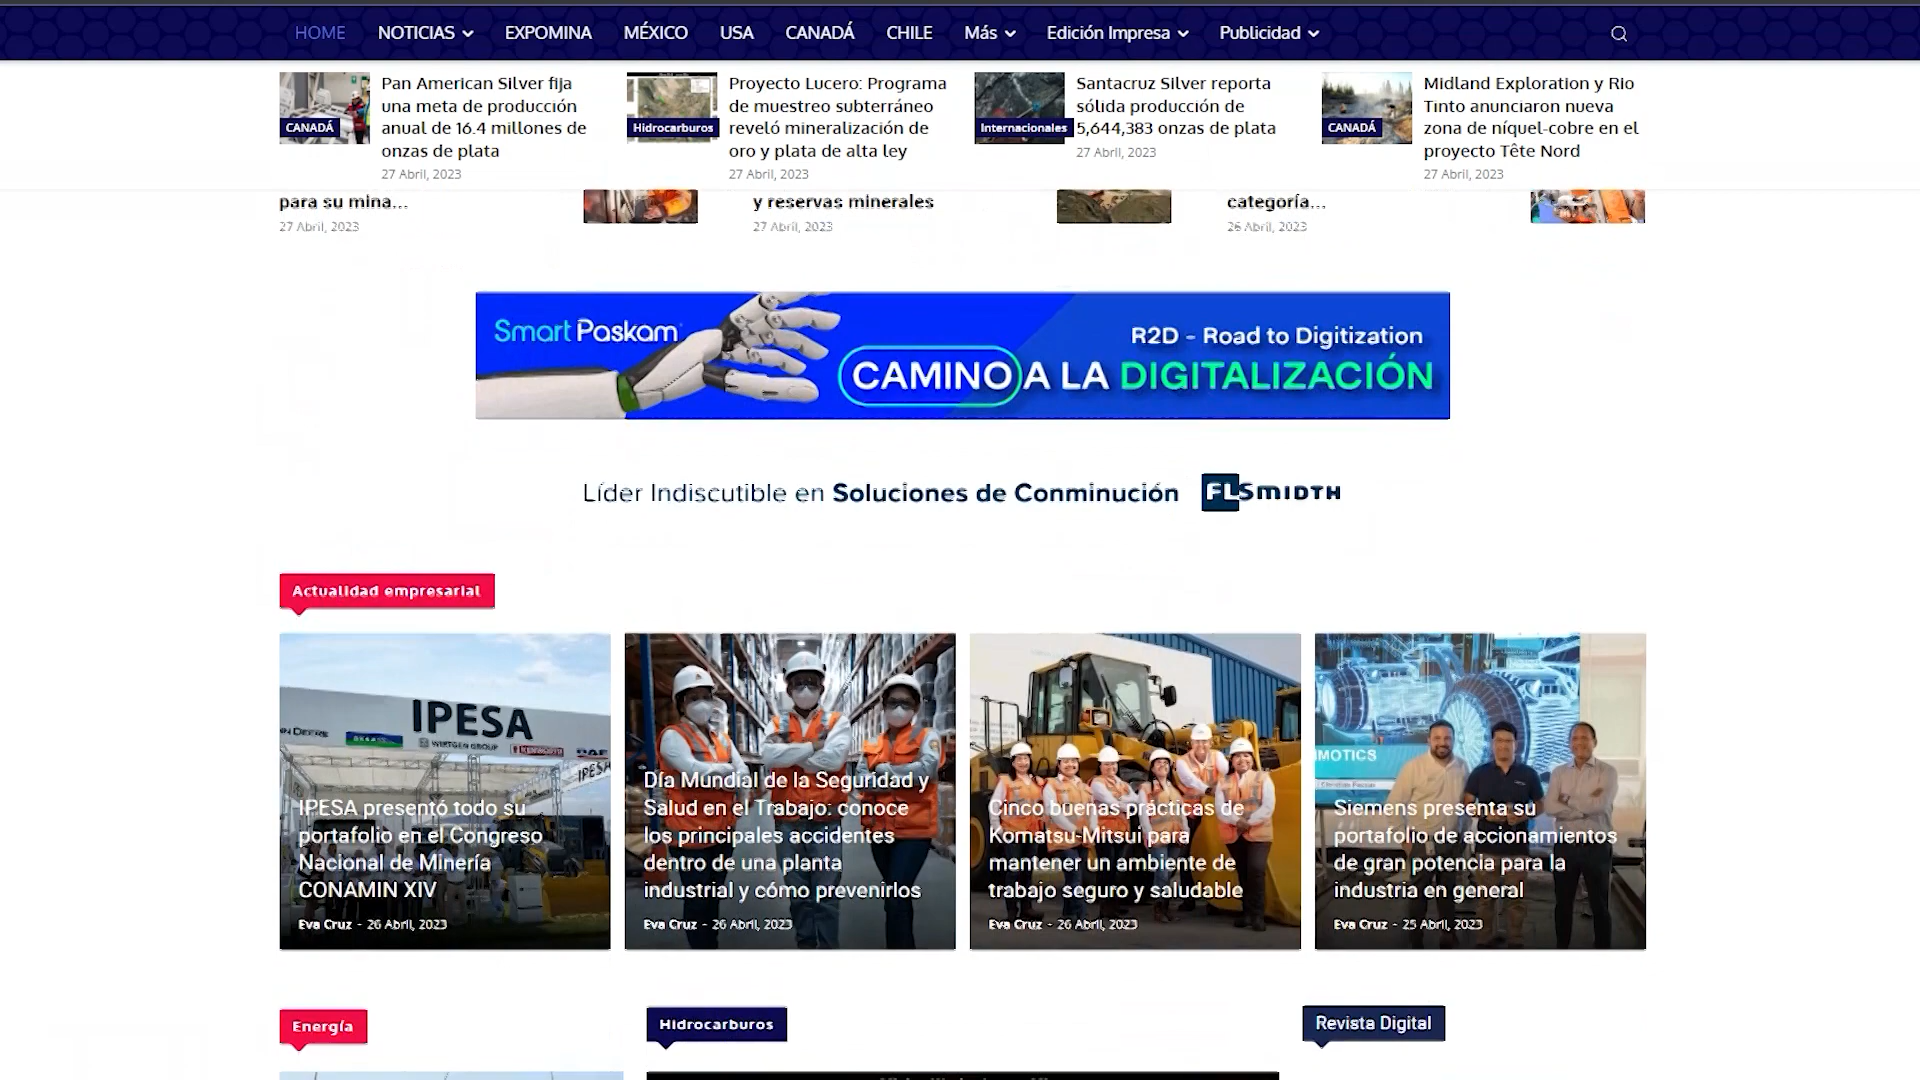 HOME NOTICIAS EXPOMINA MÉXICO USA CANADÁ CHILE Más Edición Impresa Publicidad
Pan American Silver fija
una meta de producción
anual de 16.4 millones de
onzas de plata
27 Abril, 2023
CANADÁ
Proyecto Lucero: Programa
de muestreo subterráneo
reveló mineralización de
oro y plata de alta ley
27 Abril, 2023
Hidrocarburos
Santacruz Silver reporta
sólida producción de
5,644,383 onzas de plata
27 Abril, 2023
Internacionales
Midland Exploration y Rio
Tinto anunciaron nueva
zona de níquel-cobre en el
proyecto Tête Nord
27 Abril, 2023
CANADÁ
para su mina...
27 Abril, 2023
y reservas minerales
27 Abril, 2023
categoría...
26 Abril, 2023
Smart Paskam
R2D - Road to Digitization
CAMINO A LA DIGITALIZACIÓN
Líder Indiscutible en Soluciones de Conminución FLSMIDTH
Actualidad empresarial
IPESA
WIRTGEN GROUP
IPESA
IPESA presentó todo su
portafolio en el Congreso
Nacional de Minería
CONAMIN XIV
Eva Cruz - 26 Abril, 2023
Día Mundial de la Seguridad y
Salud en el Trabajo: conoce
los principales accidentes
dentro de una planta
industrial y cómo prevenirlos
Eva Cruz - 26 Abril, 2023
Cinco buenas prácticas de
Komatsu-Mitsui para
mantener un ambiente de
trabajo seguro y saludable
Eva Cruz - 26 Abril, 2023
IMOTICS
Siemens presenta su
portafolio de accionamientos
de gran potencia para la
industria en general
Eva Cruz - 25 Abril, 2023
Energía
Hidrocarburos
Revista Digital